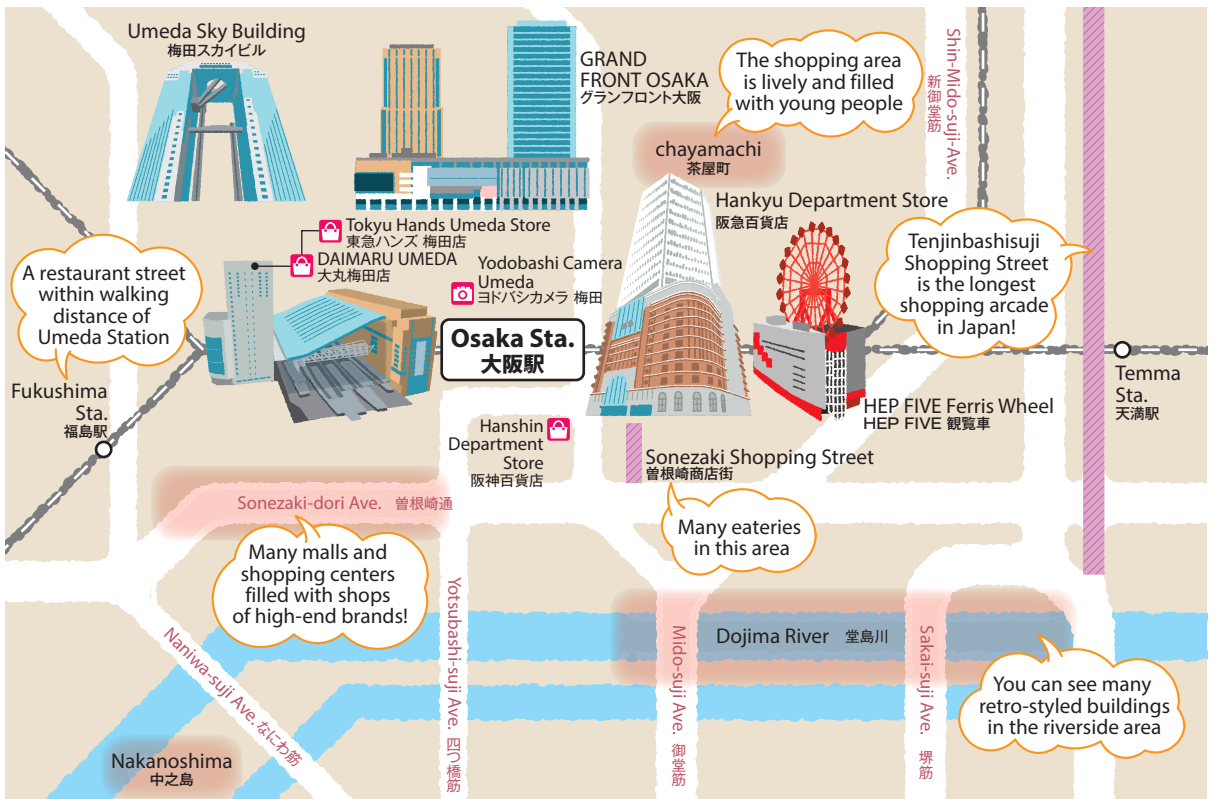 Umeda Sky Building
梅田スカイビル
GRAND
FRONT OSAKA
グランフロント大阪
The shopping area
is lively and filled
with young people
Shin-Mido-suji-Ave.
新御堂筋
chayamachi
茶屋町
Hankyu Department Store
阪急百貨店
Tokyu Hands Umeda Store
東急ハンズ 梅田店
DAIMARU UMEDA
大丸梅田店
Yodobashi Camera
Umeda
ヨドバシカメラ 梅田
A restaurant street
within walking
distance of
Umeda Station
Tenjinbashisuji
Shopping Street
is the longest
shopping arcade
in Japan!
Osaka Sta.
大阪駅
Fukushima
Sta.
福島駅
Temma
Sta.
天満駅
HEP FIVE Ferris Wheel
HEP FIVE 観覧車
Hanshin
Department
Store
阪神百貨店
Sonezaki Shopping Street
曽根崎商店街
Sonezaki-dori Ave. 曽根崎通
Many eateries
in this area
Many malls and
shopping centers
filled with shops
of high-end brands!
Naniwa-suji Ave. なにわ筋
Yotsubashi-suji Ave. 四つ橋筋
Mido-suji Ave. 御堂筋
Dojima River 堂島川
Sakai-suji Ave. 堺筋
You can see many
retro-styled buildings
in the riverside area
Nakanoshima
中之島